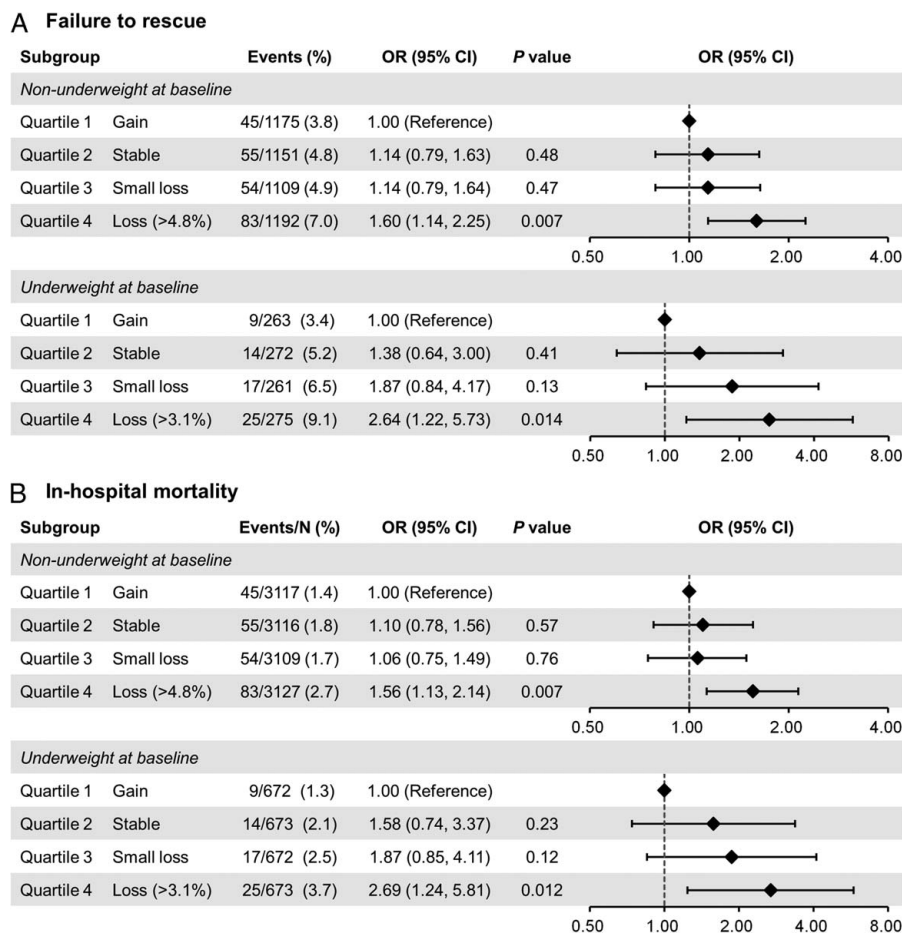 A Failure to rescue
Subgroup Events (%) OR (95% CI) P value OR (95% CI)
Non-underweight at baseline
Quartile 1 Gain 45/1175 (3.8) 1.00 (Reference)
Quartile 2 Stable 55/1151 (4.8) 1.14 (0.79, 1.63) 0.48
Quartile 3 Small loss 54/1109 (4.9) 1.14 (0.79, 1.64) 0.47
Quartile 4 Loss (>4.8%) 83/1192 (7.0) 1.60 (1.14, 2.25) 0.007
0.50 1.00 2.00 4.00
Underweight at baseline
Quartile 1 Gain 9/263 (3.4) 1.00 (Reference)
Quartile 2 Stable 14/272 (5.2) 1.38 (0.64, 3.00) 0.41
Quartile 3 Small loss 17/261 (6.5) 1.87 (0.84, 4.17) 0.13
Quartile 4 Loss (>3.1%) 25/275 (9.1) 2.64 (1.22, 5.73) 0.014
0.50 1.00 2.00 4.00 8.00
B In-hospital mortality
Subgroup Events/N (%) OR (95% CI) P value OR (95% CI)
Non-underweight at baseline
Quartile 1 Gain 45/3117 (1.4) 1.00 (Reference)
Quartile 2 Stable 55/3116 (1.8) 1.10 (0.78, 1.56) 0.57
Quartile 3 Small loss 54/3109 (1.7) 1.06 (0.75, 1.49) 0.76
Quartile 4 Loss (>4.8%) 83/3127 (2.7) 1.56 (1.13, 2.14) 0.007
0.50 1.00 2.00 4.00
Underweight at baseline
Quartile 1 Gain 9/672 (1.3) 1.00 (Reference)
Quartile 2 Stable 14/673 (2.1) 1.58 (0.74, 3.37) 0.23
Quartile 3 Small loss 17/672 (2.5) 1.87 (0.85, 4.11) 0.12
Quartile 4 Loss (>3.1%) 25/673 (3.7) 2.69 (1.24, 5.81) 0.012
0.50 1.00 2.00 4.00 8.00